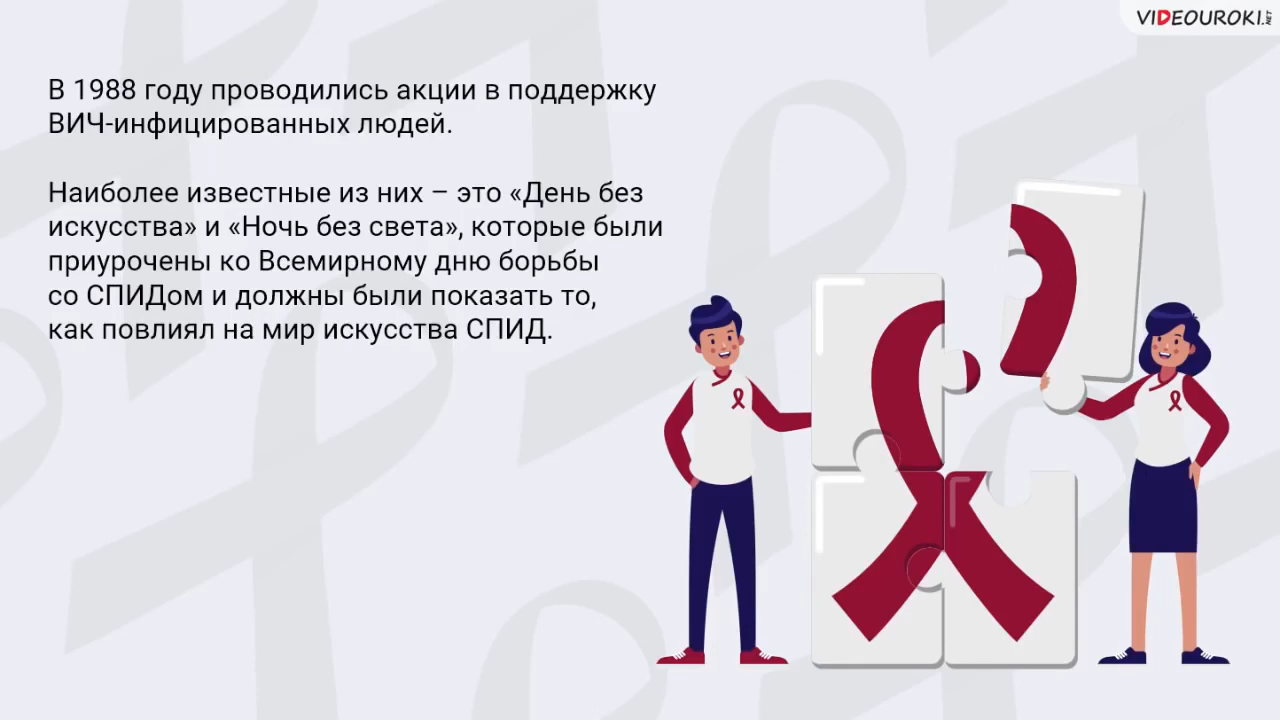 VIDEOUROKI.NET
В 1988 году проводились акции в поддержку
ВИЧ-инфицированных людей.
Наиболее известные из них – это «День без
искусства» и «Ночь без света», которые были
приурочены ко Всемирному дню борьбы
со СПИДом и должны были показать то,
как повлиял на мир искусства СПИД.